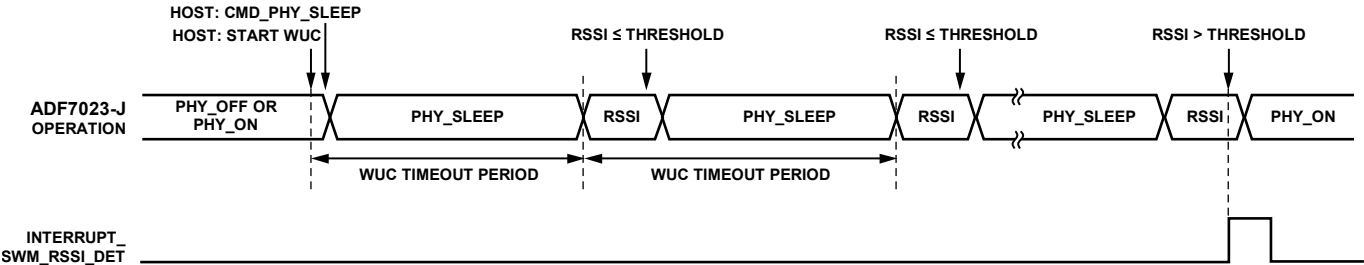 HOST: CMD_PHY_SLEEP
HOST: START WUC
RSSI ≤ THRESHOLD
RSSI ≤ THRESHOLD
RSSI > THRESHOLD
ADF7023-J
OPERATION
PHY_OFF OR
PHY_ON
PHY_SLEEP
RSSI
PHY_SLEEP
RSSI
PHY_SLEEP
RSSI
PHY_ON
WUC TIMEOUT PERIOD
WUC TIMEOUT PERIOD
INTERRUPT_
SWM_RSSI_DET